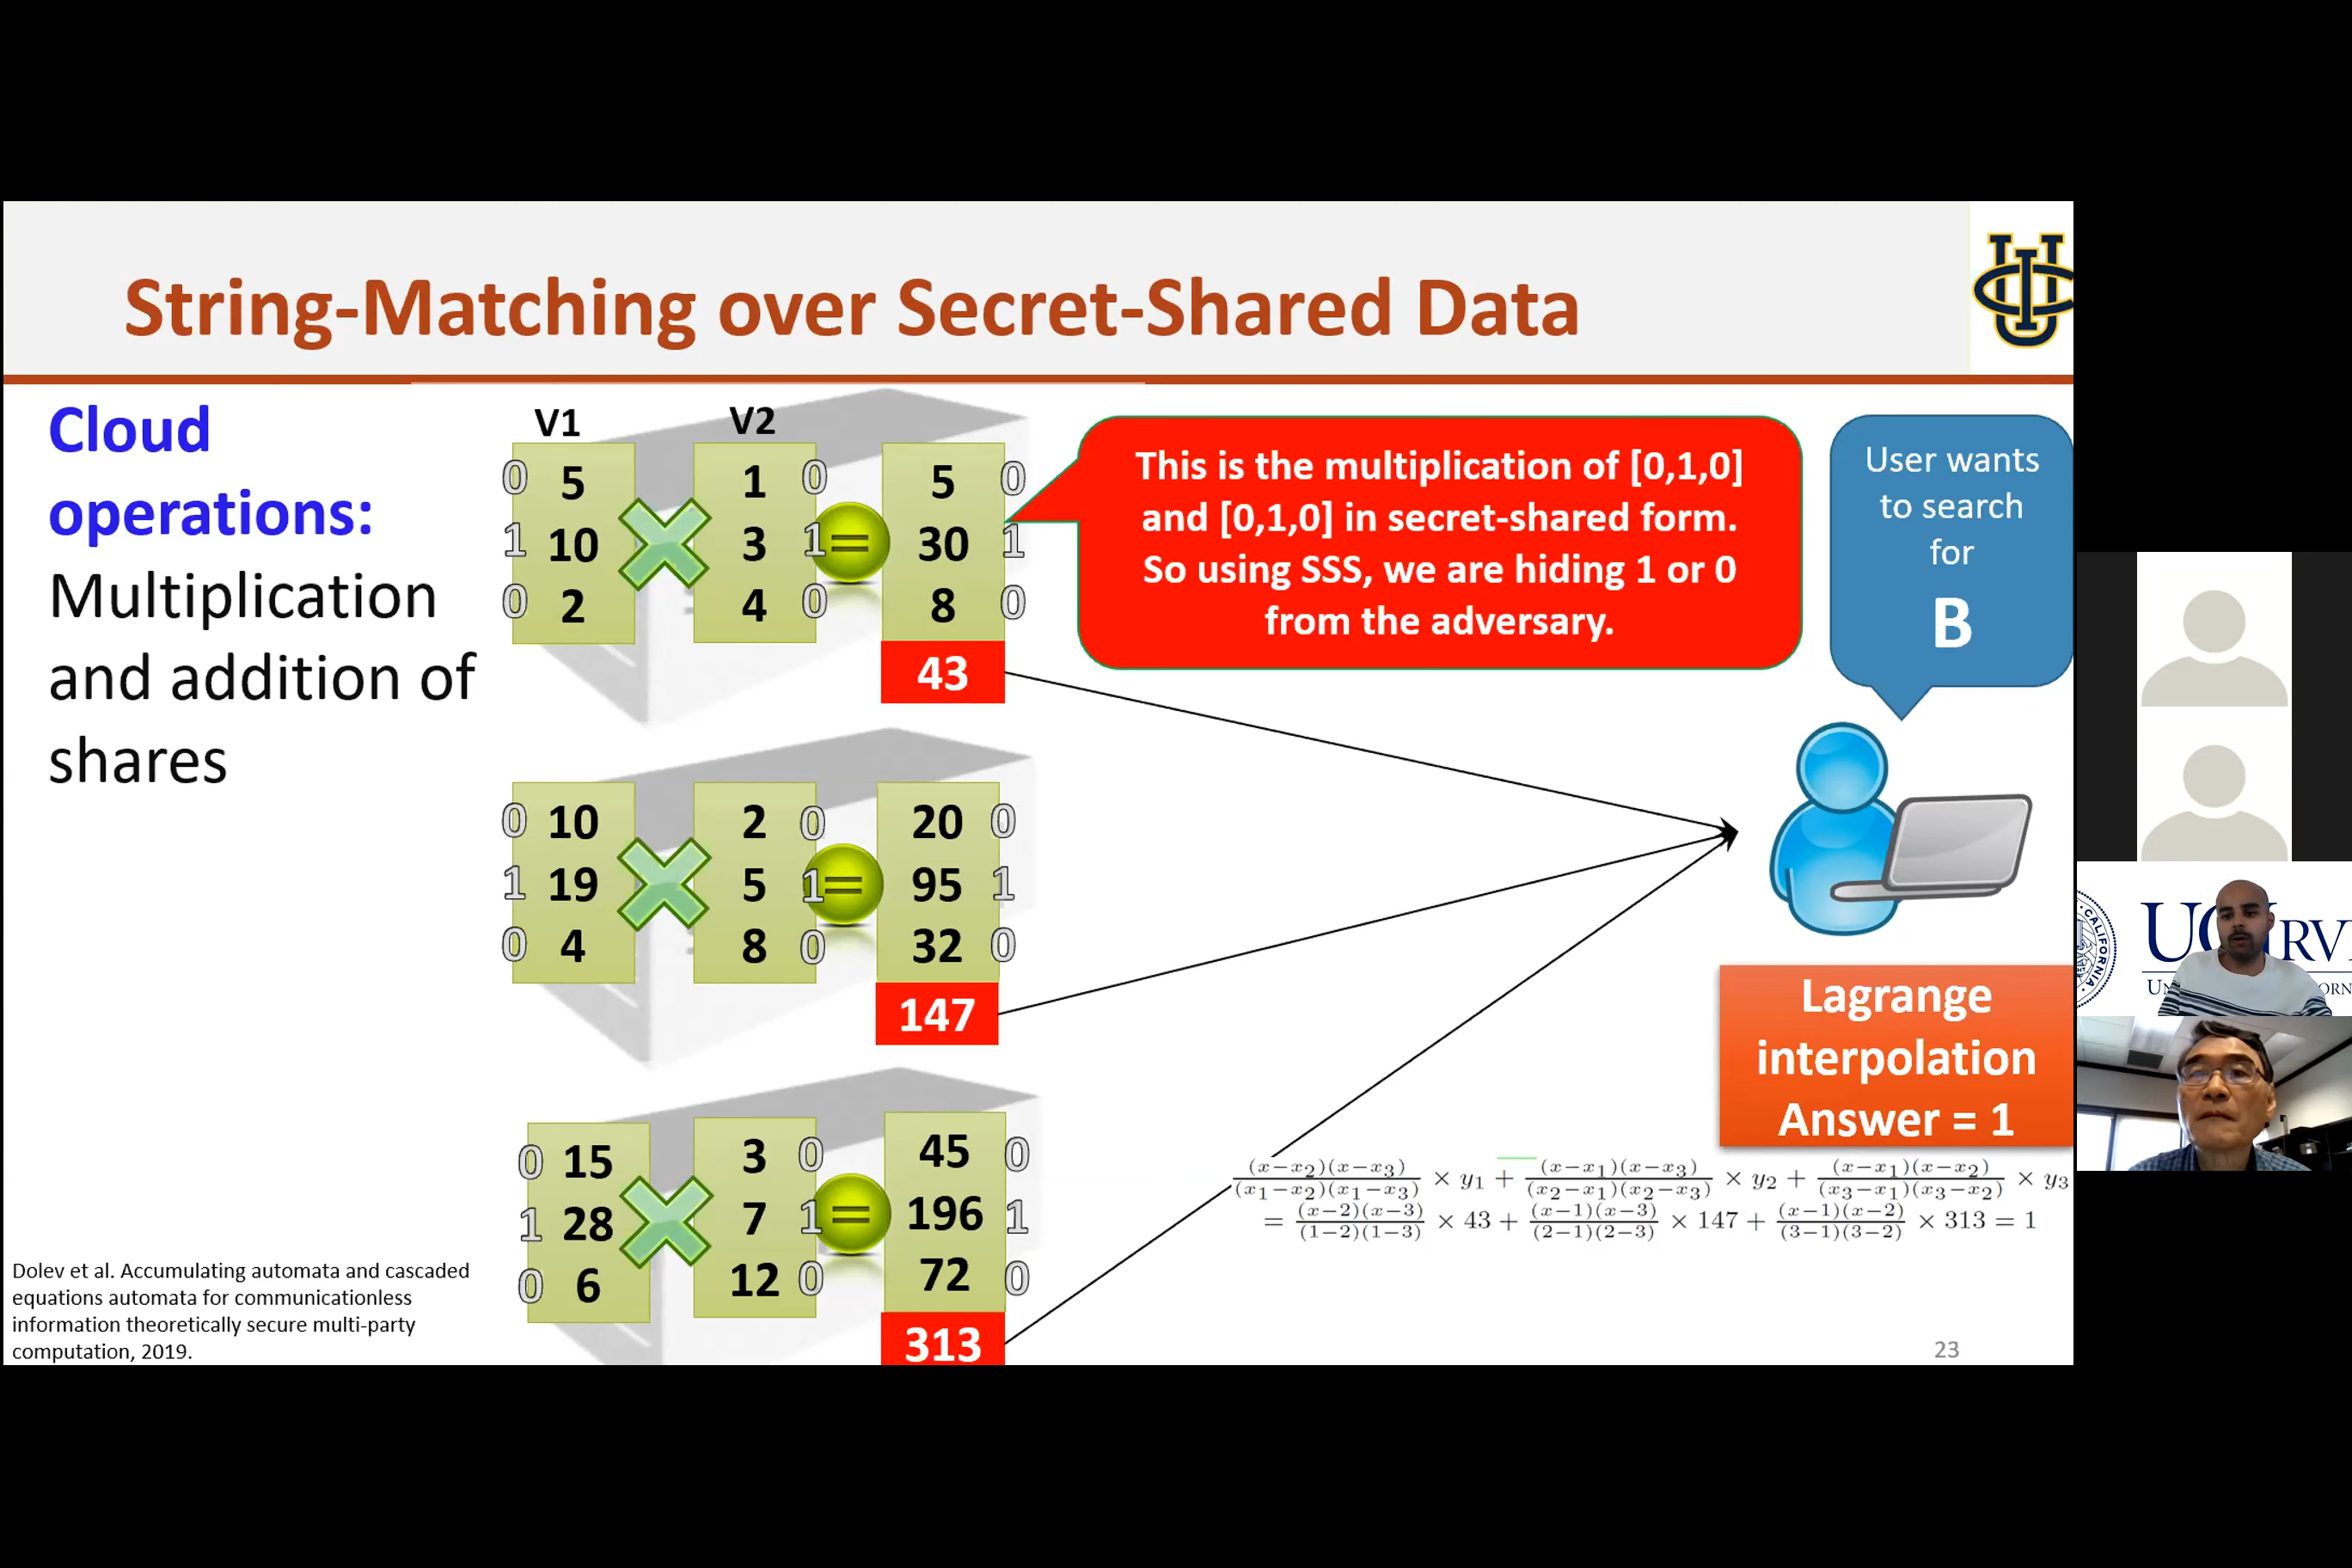 String-Matching over Secret-Shared Data
Cloud
operations:
Multiplication
and addition of
shares
V1
V2
0 5 1 0 = 5 0
1 10 3 1 30 1
0 2 4 0 8 0
43
This is the multiplication of [0,1,0]
and [0,1,0] in secret-shared form.
So using SSS, we are hiding 1 or 0
from the adversary.
User wants
to search
for
B
0 10 2 0 20 0
1 19 5 1 = 95 1
0 4 8 0 32 0
147
0 15 3 0 45 0
1 28 7 1 = 196 1
0 6 12 0 72 0
313
Lagrange
interpolation
Answer = 1
(x−x₂)(x−x₃)/(x₁−x₂)(x₁−x₃) × y₁ + (x−x₁)(x−x₃)/(x₂−x₁)(x₂−x₃) × y₂ + (x−x₁)(x−x₂)/(x₃−x₁)(x₃−x₂) × y₃
= (x−2)(x−3)/(1−2)(1−3) × 43 + (x−1)(x−3)/(2−1)(2−3) × 147 + (x−1)(x−2)/(3−1)(3−2) × 313 = 1
Dolev et al. Accumulating automata and cascaded
equations automata for communicationless
information theoretically secure multi-party
computation, 2019.
23
CALIFORNIA